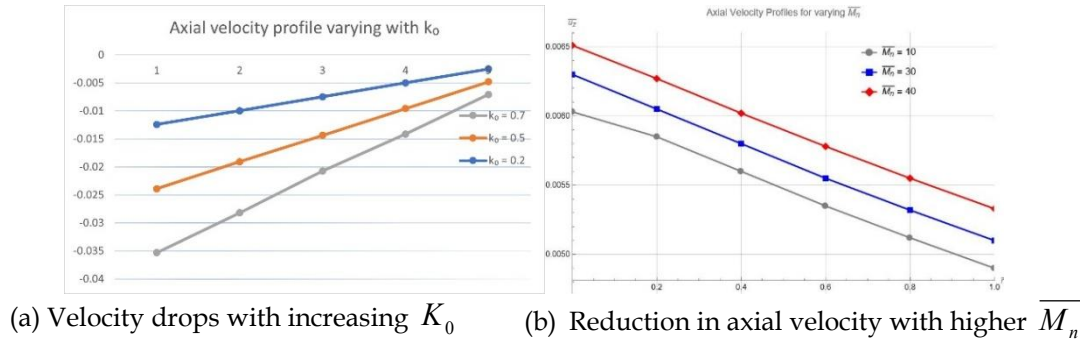 Axial velocity profile varying with k₀
0
1 2 3 4 5
-0.005
-0.01
-0.015
-0.02
-0.025
-0.03
-0.035
-0.04
k₀ = 0.7
k₀ = 0.5
k₀ = 0.2
Axial Velocity Profiles for varying M̅ₙ
0.0065
0.0060
0.0055
0.0050
M̅ₙ = 10
M̅ₙ = 30
M̅ₙ = 40
0.2 0.4 0.6 0.8 1.0
(a) Velocity drops with increasing K₀
(b) Reduction in axial velocity with higher M̅ₙ